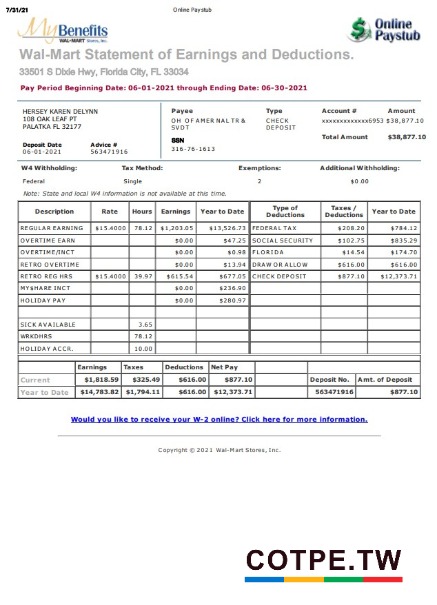 7/31/21 Online Paystub
My Benefits
WAL-MART Stores, Inc.
Online Paystub
Wal-Mart Statement of Earnings and Deductions.
33501 S Dixie Hwy, Florida City, FL 33034
Pay Period Beginning Date: 06-01-2021 through Ending Date: 06-30-2021
HERSEY KAREN DELYNN
108 OAK LEAF PT
PALATKA FL 32177
Deposit Date Advice #
06-01-2021 563471916
Payee Type Account # Amount
OH OF AMER NAL TR & SVDT CHECK DEPOSIT xxxxxxxxxxxxx6953 $38,877.10
SSN Total Amount $38,877.10
316-76-1613
W4 Withholding: Tax Method: Exemptions: Additional Withholding:
Federal Single 2 $0.00
Note: State and local W4 information is not available at this time.
Description Rate Hours Earnings Year to Date Type of Deductions Taxes / Deductions Year to Date
REGULAR EARNING $15.4000 78.12 $1,203.05 $13,526.73 FEDERAL TAX $208.20 $784.12
OVERTIME EARN $0.00 $47.25 SOCIAL SECURITY $102.75 $835.29
OVERTIME/INCT $0.00 $0.98 FLORIDA $14.54 $174.70
RETRO OVERTIME $0.00 $13.94 DRAW OR ALLOW $616.00 $616.00
RETRO REG HRS $15.4000 39.97 $615.54 $677.05 CHECK DEPOSIT $877.10 $12,373.71
MY$HARE INCT $0.00 $236.90
HOLIDAY PAY $0.00 $280.97
SICK AVAILABLE 3.65
WRKDHRS 78.12
HOLIDAY ACCR. 10.00
Earnings Taxes Deductions Net Pay
Current $1,818.59 $325.49 $616.00 $877.10 Deposit No. Amt. of Deposit
Year to Date $14,783.82 $1,794.11 $616.00 $12,373.71 563471916 $877.10
Would you like to receive your W-2 online? Click here for more information.
Copyright © 2021 Wal-Mart Stores, Inc.
COTPE.TW